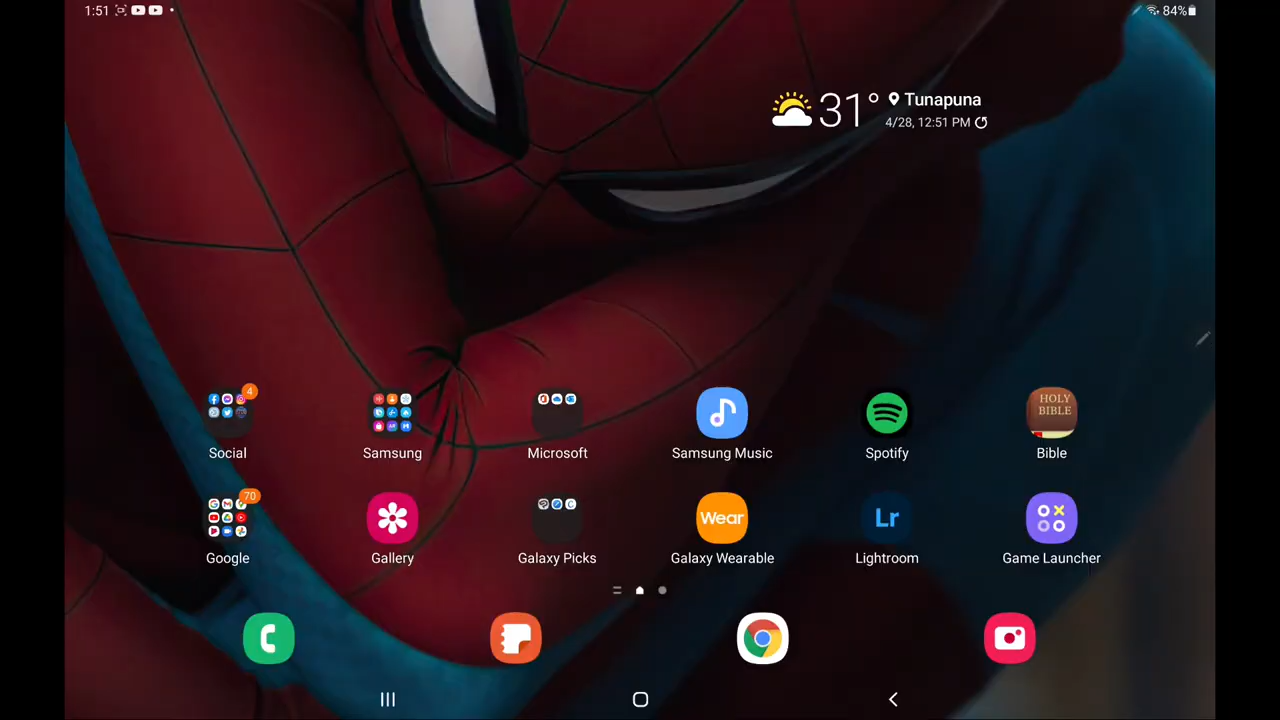 1:51
84%
31°
Tunapuna
4/28, 12:51 PM
4
HOLY
BIBLE
Social
Samsung
Microsoft
Samsung Music
Spotify
Bible
70
Wear
Lr
Google
Gallery
Galaxy Picks
Galaxy Wearable
Lightroom
Game Launcher